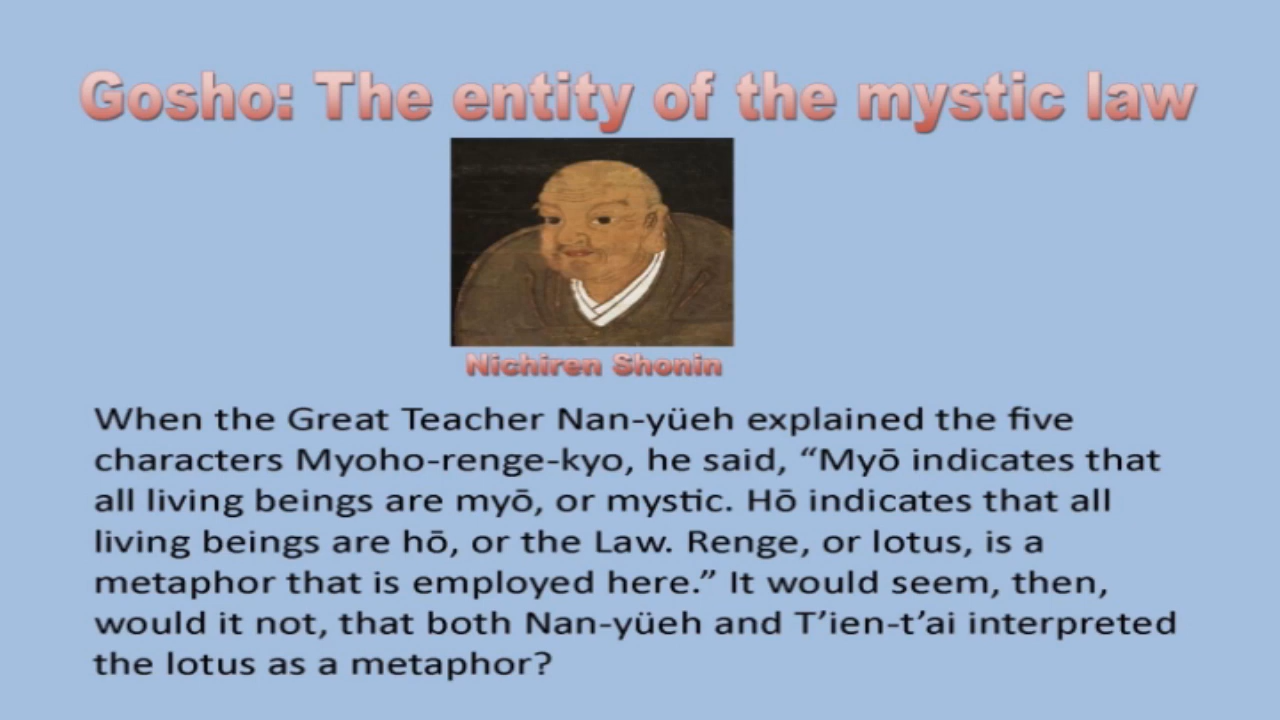 Gosho: The entity of the mystic law
Nichiren Shonin
When the Great Teacher Nan-yüeh explained the five
characters Myoho-renge-kyo, he said, “Myō indicates that
all living beings are myō, or mystic. Hō indicates that all
living beings are hō, or the Law. Renge, or lotus, is a
metaphor that is employed here.” It would seem, then,
would it not, that both Nan-yüeh and T’ien-t’ai interpreted
the lotus as a metaphor?